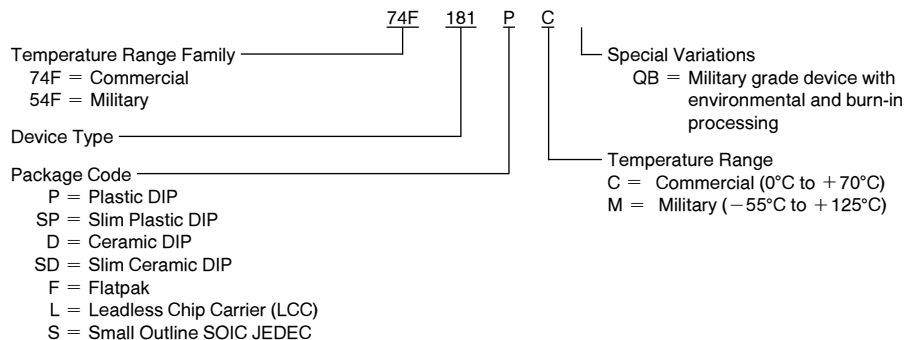 74F 181 P C
Temperature Range Family
74F = Commercial
54F = Military
Device Type
Package Code
P = Plastic DIP
SP = Slim Plastic DIP
D = Ceramic DIP
SD = Slim Ceramic DIP
F = Flatpak
L = Leadless Chip Carrier (LCC)
S = Small Outline SOIC JEDEC
Special Variations
QB = Military grade device with
environmental and burn-in
processing
Temperature Range
C = Commercial (0°C to +70°C)
M = Military (−55°C to +125°C)